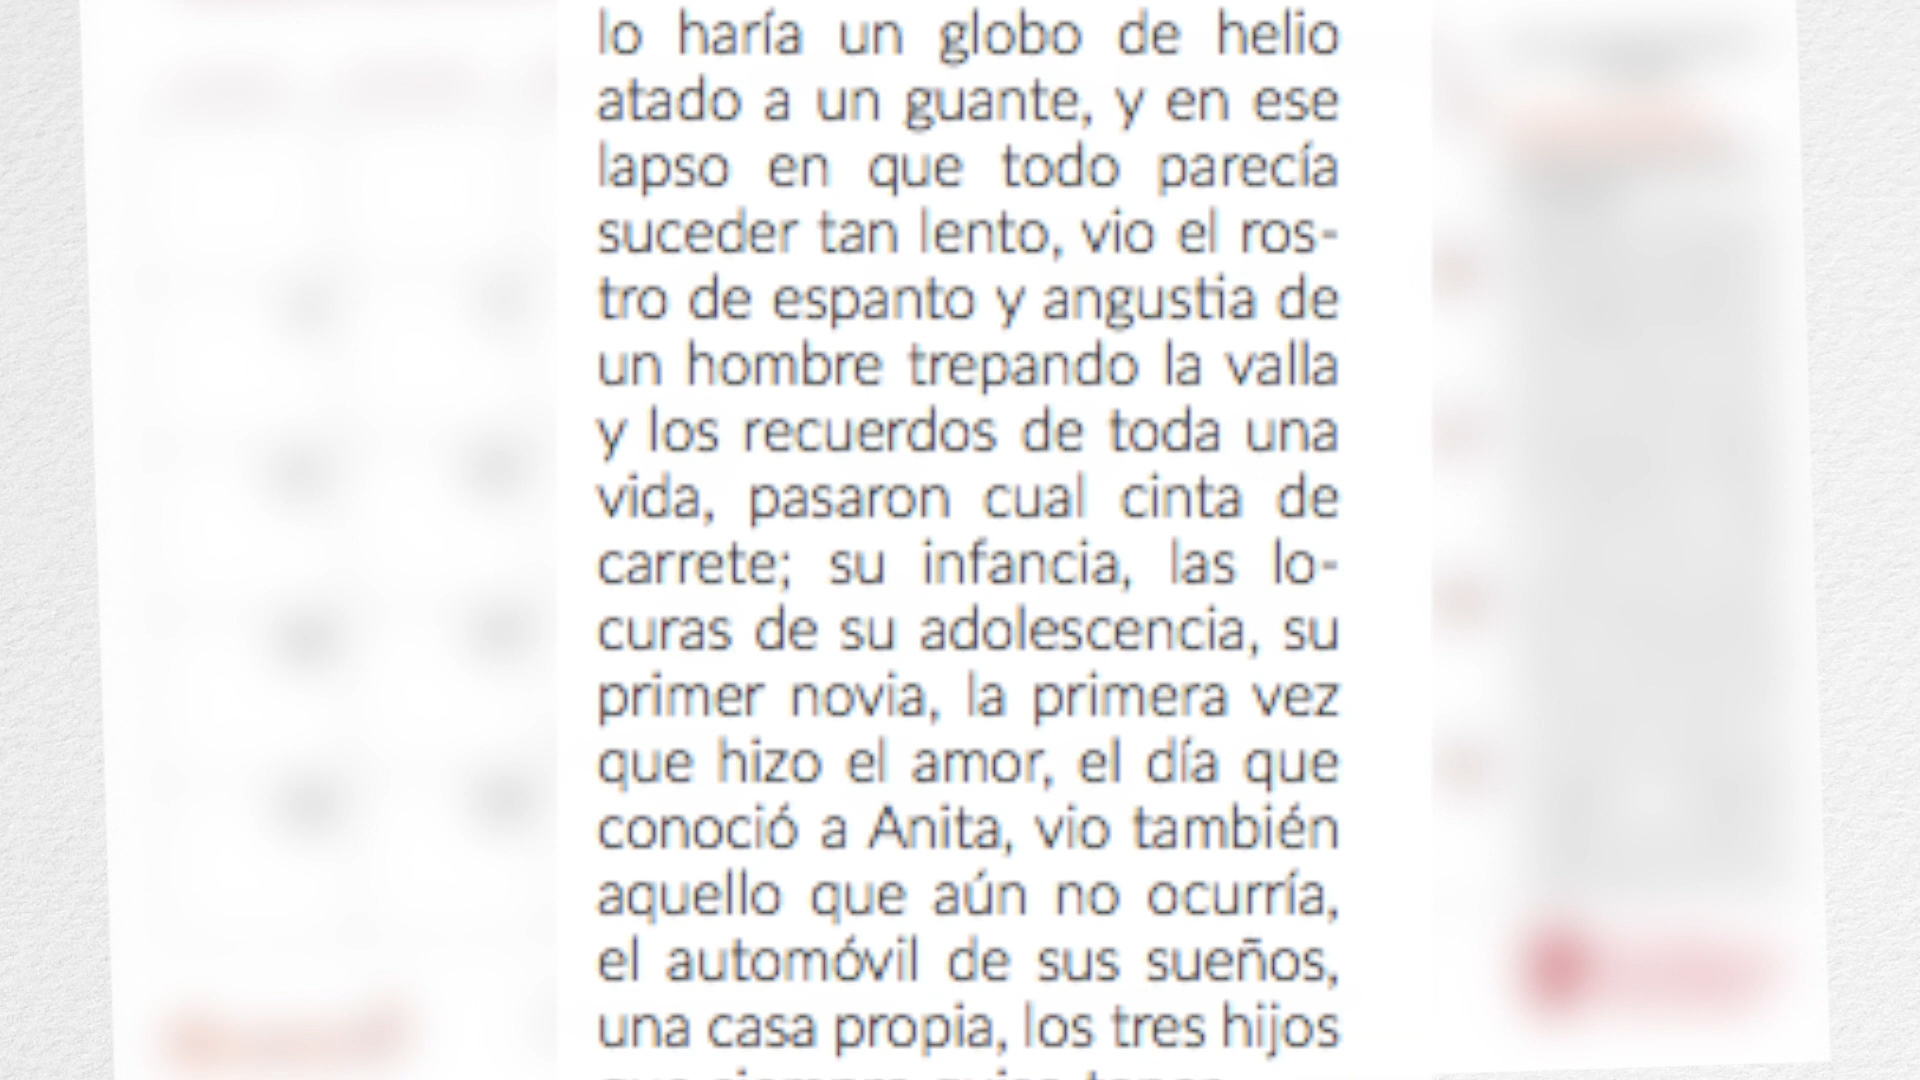 lo haría un globo de helio
atado a un guante, y en ese
lapso en que todo parecía
suceder tan lento, vio el ros-
tro de espanto y angustia de
un hombre trepando la valla
y los recuerdos de toda una
vida, pasaron cual cinta de
carrete; su infancia, las lo-
curas de su adolescencia, su
primer novia, la primera vez
que hizo el amor, el día que
conoció a Anita, vio también
aquello que aún no ocurría,
el automóvil de sus sueños,
una casa propia, los tres hijos